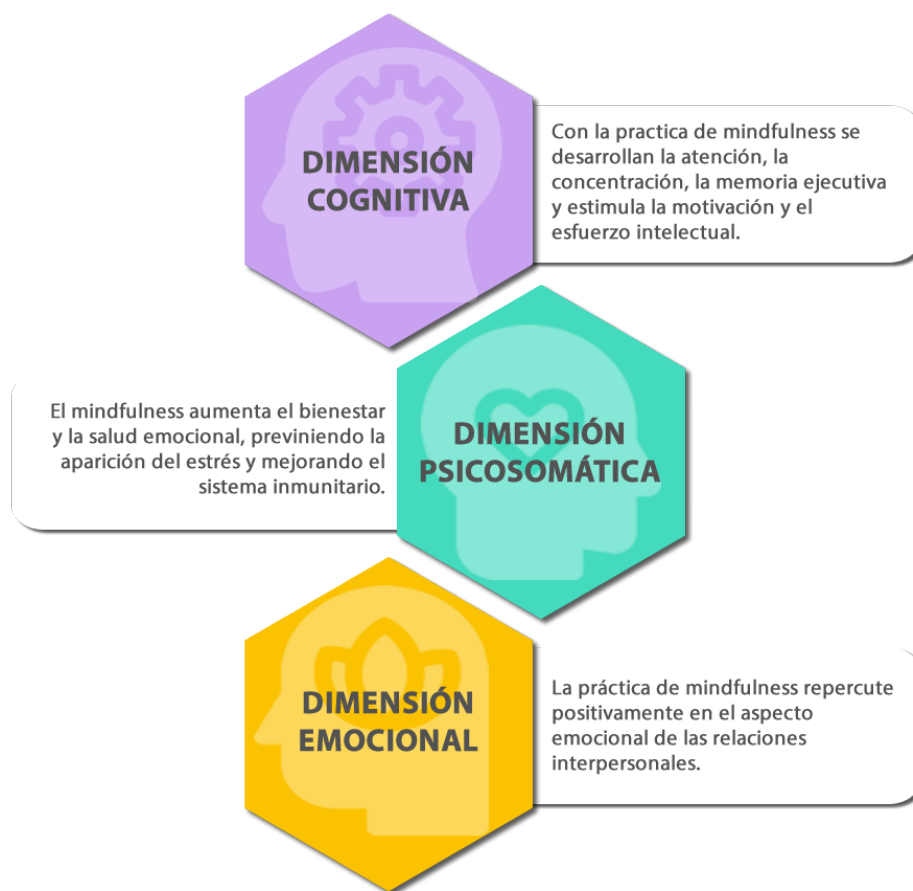 DIMENSIÓN
COGNITIVA
Con la practica de mindfulness se
desarrollan la atención, la
concentración, la memoria ejecutiva
y estimula la motivación y el
esfuerzo intelectual.
El mindfulness aumenta el bienestar
y la salud emocional, previniendo la
aparición del estrés y mejorando el
sistema inmunitario.
DIMENSIÓN
PSICOSOMÁTICA
DIMENSIÓN
EMOCIONAL
La práctica de mindfulness repercute
positivamente en el aspecto
emocional de las relaciones
interpersonales.